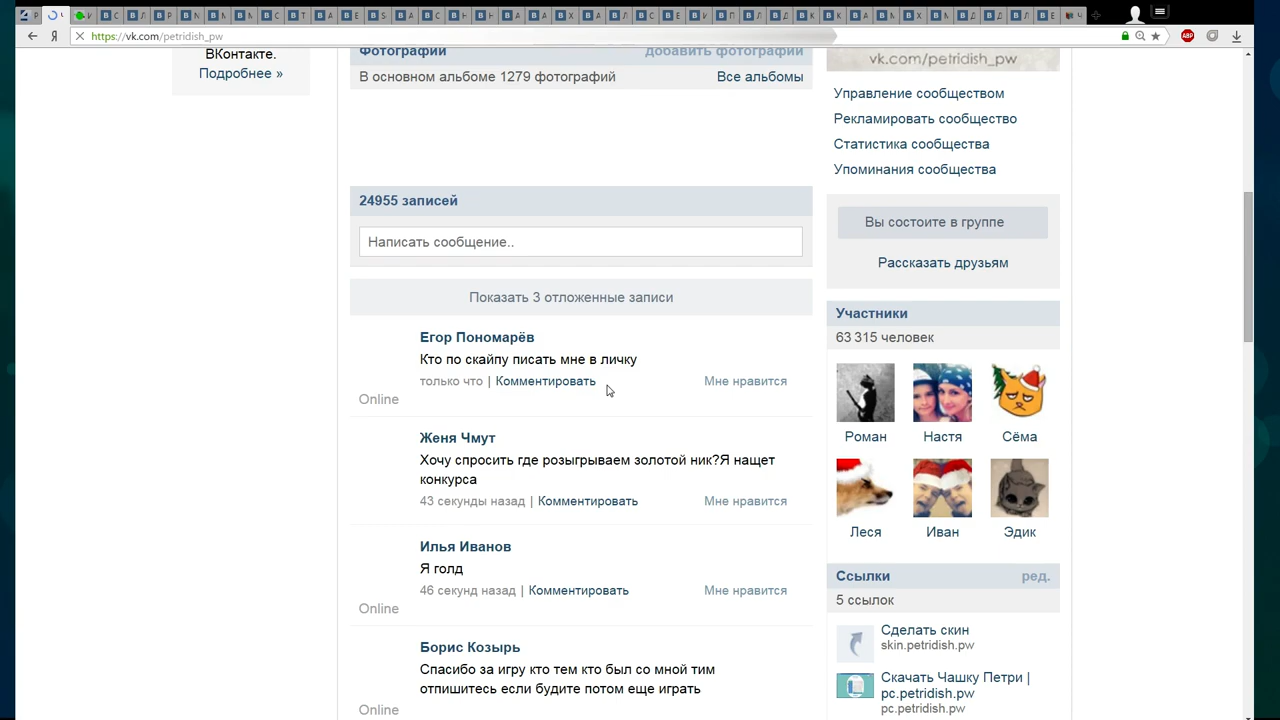 https://vk.com/petridish_pw
ABP
ВКонтакте.
Подробнее »
Фотографии
добавить фотографии
В основном альбоме 1279 фотографий
Все альбомы
24955 записей
Написать сообщение..
Показать 3 отложенные записи
Егор Пономарёв
Кто по скайпу писать мне в личку
только что | Комментировать
Мне нравится
Online
Женя Чмут
Хочу спросить где розыгрываем золотой ник?Я нащет
конкурса
43 секунды назад | Комментировать
Мне нравится
Илья Иванов
Я голд
46 секунд назад | Комментировать
Мне нравится
Online
Борис Козырь
Спасибо за игру кто тем кто был со мной тим
отпишитесь если будите потом еще играть
Online
vk.com/petridish_pw
Управление сообществом
Рекламировать сообщество
Статистика сообщества
Упоминания сообщества
Вы состоите в группе
Рассказать друзьям
Участники
63 315 человек
Роман
Настя
Сёма
Леся
Иван
Эдик
Ссылки
ред.
5 ссылок
Сделать скин
skin.petridish.pw
Скачать Чашку Петри |
pc.petridish.pw
pc.petridish.pw